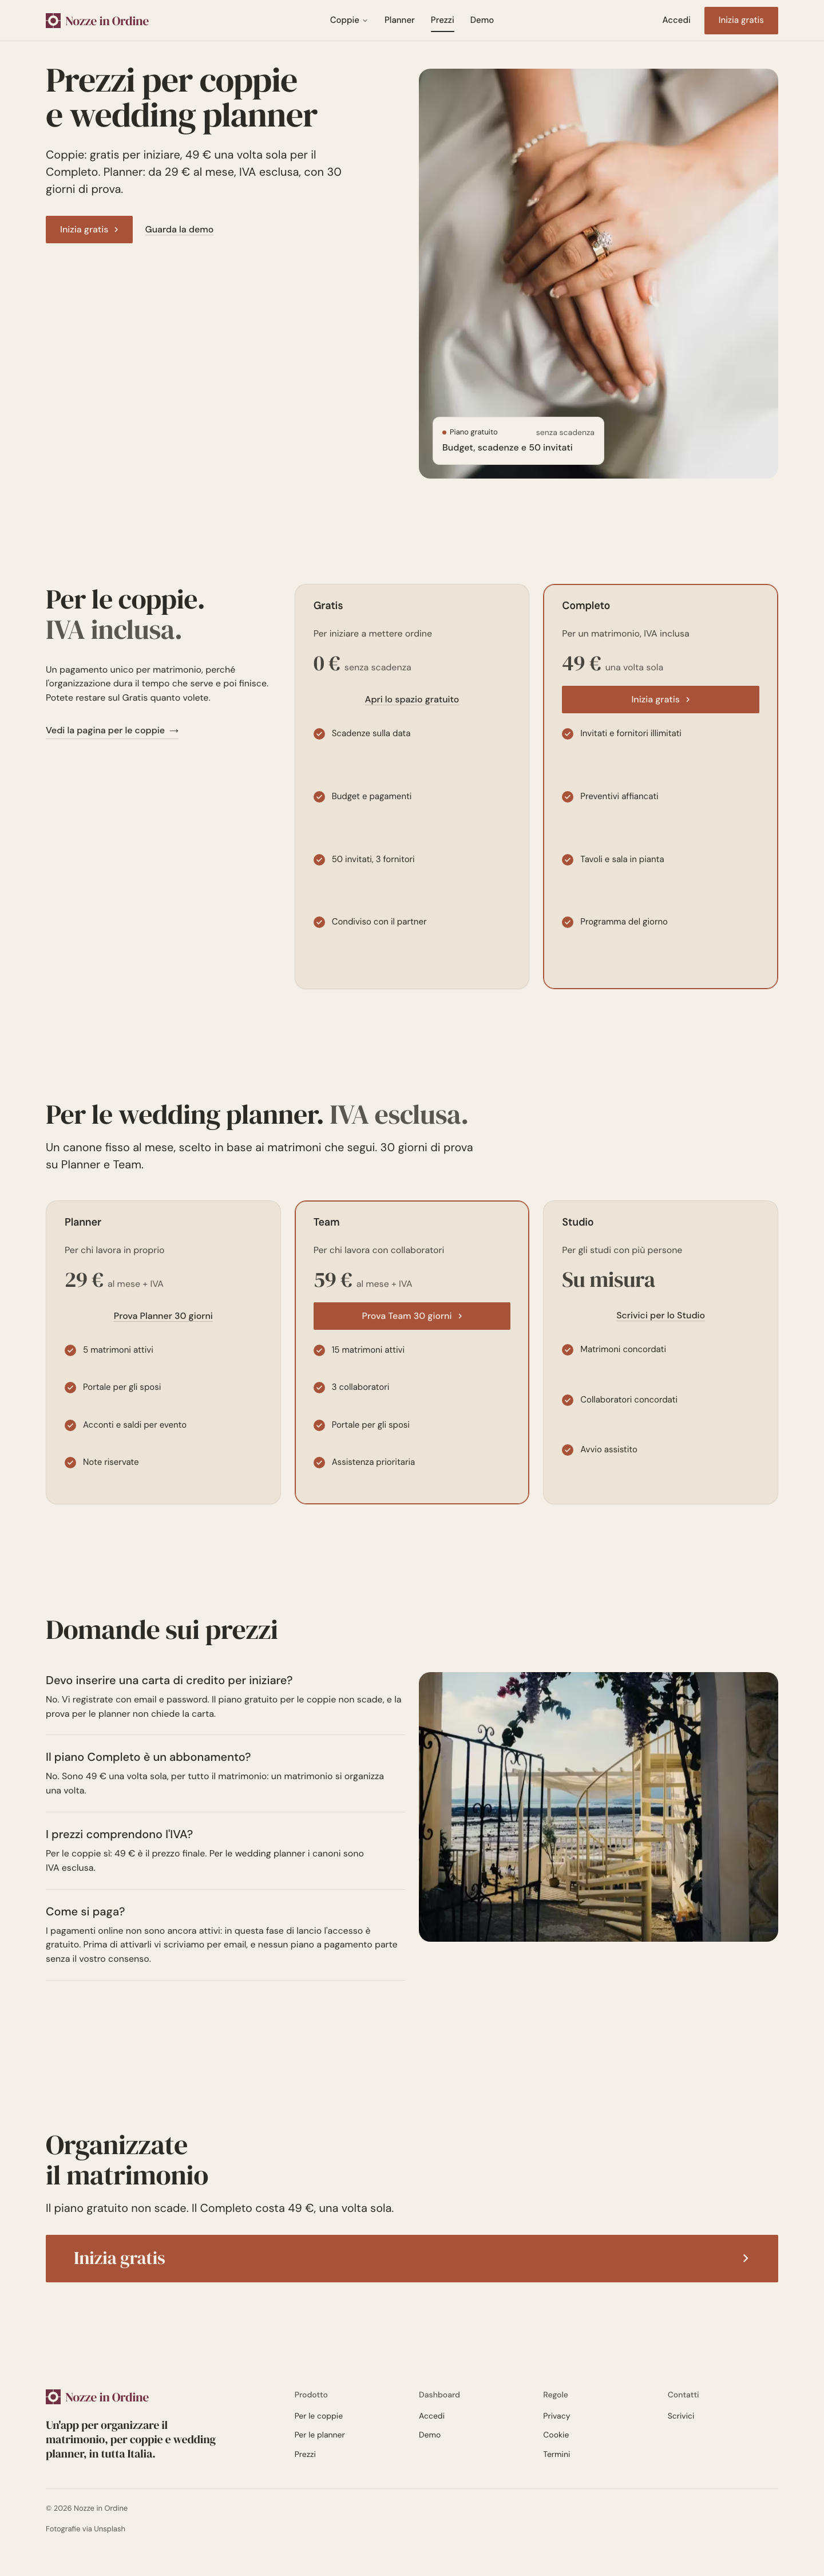 Nozze in Ordine
Coppie
Planner
Prezzi
Demo
Accedi
Inizia gratis
Prezzi per coppie
e wedding planner
Coppie: gratis per iniziare, 49 € una volta sola per il
Completo. Planner: da 29 € al mese, IVA esclusa, con 30
giorni di prova.
Inizia gratis
Guarda la demo
Piano gratuito
senza scadenza
Budget, scadenze e 50 invitati
Per le coppie.
IVA inclusa.
Un pagamento unico per matrimonio, perché
l'organizzazione dura il tempo che serve e poi finisce.
Potete restare sul Gratis quanto volete.
Vedi la pagina per le coppie
Gratis
Per iniziare a mettere ordine
0 € senza scadenza
Apri lo spazio gratuito
Scadenze sulla data
Budget e pagamenti
50 invitati, 3 fornitori
Condiviso con il partner
Completo
Per un matrimonio, IVA inclusa
49 € una volta sola
Inizia gratis
Invitati e fornitori illimitati
Preventivi affiancati
Tavoli e sala in pianta
Programma del giorno
Per le wedding planner. IVA esclusa.
Un canone fisso al mese, scelto in base ai matrimoni che segui. 30 giorni di prova
su Planner e Team.
Planner
Per chi lavora in proprio
29 € al mese + IVA
Prova Planner 30 giorni
5 matrimoni attivi
Portale per gli sposi
Acconti e saldi per evento
Note riservate
Team
Per chi lavora con collaboratori
59 € al mese + IVA
Prova Team 30 giorni
15 matrimoni attivi
3 collaboratori
Portale per gli sposi
Assistenza prioritaria
Studio
Per gli studi con più persone
Su misura
Scrivici per lo Studio
Matrimoni concordati
Collaboratori concordati
Avvio assistito
Domande sui prezzi
Devo inserire una carta di credito per iniziare?
No. Vi registrate con email e password. Il piano gratuito per le coppie non scade, e la
prova per le planner non chiede la carta.
Il piano Completo è un abbonamento?
No. Sono 49 € una volta sola, per tutto il matrimonio: un matrimonio si organizza
una volta.
I prezzi comprendono l'IVA?
Per le coppie sì: 49 € è il prezzo finale. Per le wedding planner i canoni sono
IVA esclusa.
Come si paga?
I pagamenti online non sono ancora attivi: in questa fase di lancio l'accesso è
gratuito. Prima di attivarli vi scriviamo per email, e nessun piano a pagamento parte
senza il vostro consenso.
Organizzate
il matrimonio
Il piano gratuito non scade. Il Completo costa 49 €, una volta sola.
Inizia gratis
Nozze in Ordine
Un'app per organizzare il
matrimonio, per coppie e wedding
planner, in tutta Italia.
Prodotto
Per le coppie
Per le planner
Prezzi
Dashboard
Accedi
Demo
Regole
Privacy
Cookie
Termini
Contatti
Scrivici
© 2026 Nozze in Ordine
Fotografie via Unsplash